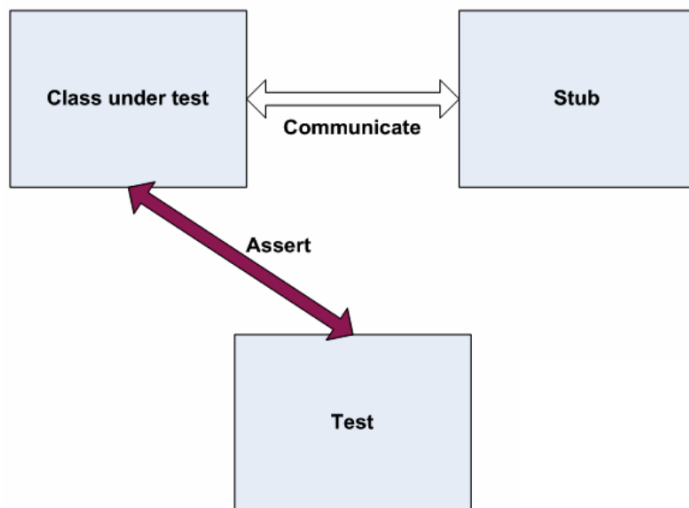 Class under test
Stub
Communicate
Assert
Test